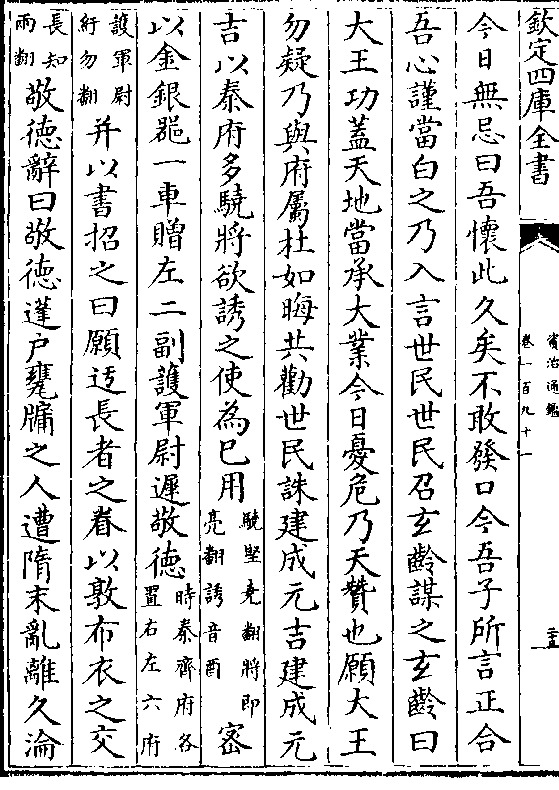 欽定四庫全書
資治通鑑
卷一百九十一
今日無忌曰吾懷此久矣不敢發口今吾子所言正合
吾心謹當白之乃入言世民世民召玄齡謀之玄齡曰
大王功蓋天地當承大業今日憂危乃天贊也願大王
勿疑乃與府屬杜如晦共勸世民誅建成元吉建成元
吉以秦府多驍將欲誘之使為己用
驍堅堯翻將即
亮翻誘音酉
密
以金銀器一車贈左二副護軍尉遲敬德
時秦齊府各
置右左六府
護軍尉
紆勿翻
并以書招之曰願迃長者之眷以敦布衣之交
長知
兩翻
敬徳辭曰敬徳蓬户甕牖之人遭隋末亂離久淪